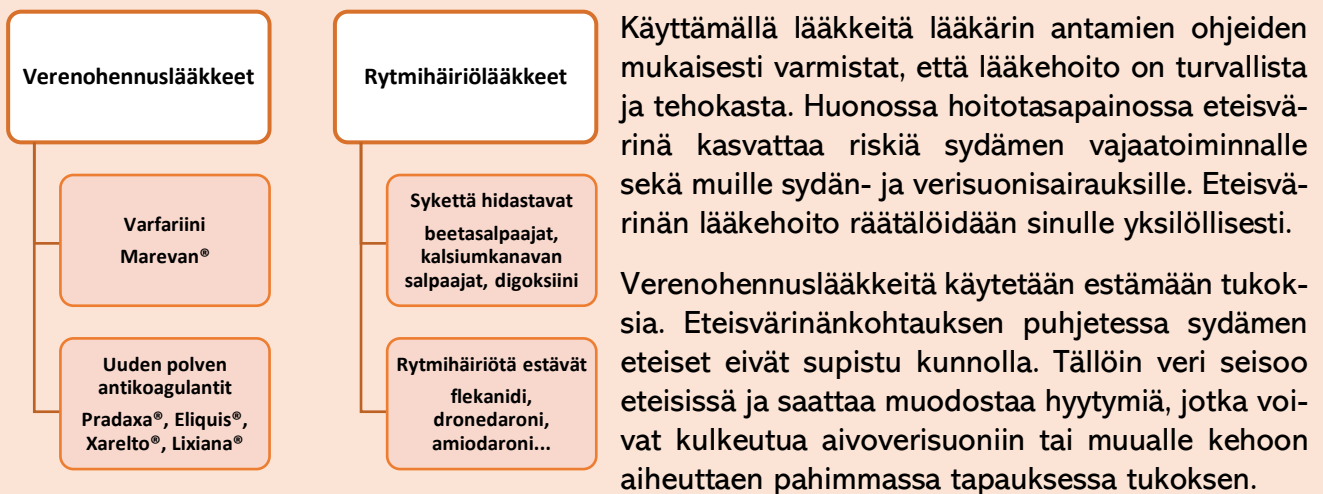 Verenohennuslääkkeet
Varfariini
Marevan®
Uuden polven
antikoagulantit
Pradaxa®, Eliquis®,
Xarelto®, Lixiana®
Rytmihäiriölääkkeet
Sykettä hidastavat
beetasalpaajat,
kalsiumkanavan
salpaajat, digoksiini
Rytmihäiriötä estävät
flekanidi,
dronedaroni,
amiodaroni...
Käyttämällä lääkkeitä lääkärin antamien ohjeiden
mukaisesti varmistat, että lääkehoito on turvallista
ja tehokasta. Huonossa hoitotasapainossa eteisvä-
rinä kasvattaa riskiä sydämen vajaatoiminnalle
sekä muille sydän- ja verisuonisairauksille. Eteisvä-
rinän lääkehoito räätälöidään sinulle yksilöllisesti.
Verenohennuslääkkeitä käytetään estämään tukok-
sia. Eteisvärinänkohtauksen puhjetessa sydämen
eteiset eivät supistu kunnolla. Tällöin veri seisoo
eteisissä ja saattaa muodostaa hyytymiä, jotka voi-
vat kulkeutua aivoverisuoniin tai muualle kehoon
aiheuttaen pahimmassa tapauksessa tukoksen.